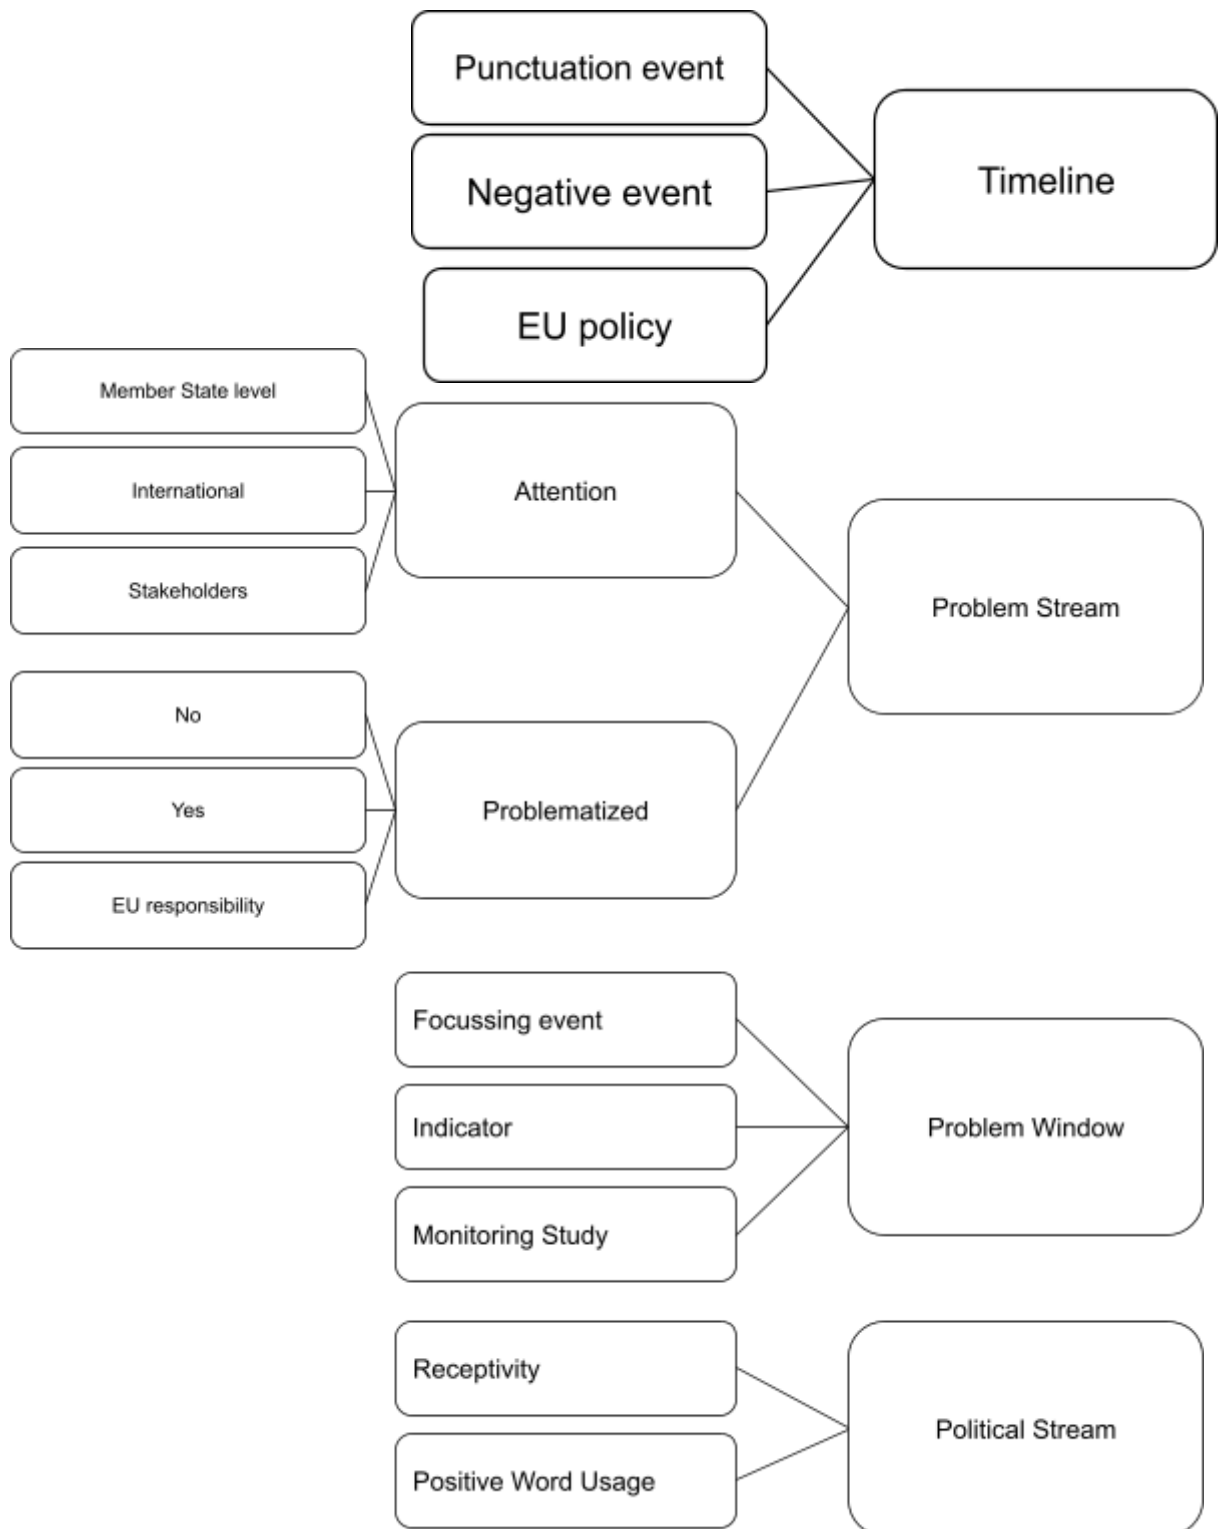 Punctuation event
Negative event
EU policy
Timeline
Member State level
International
Stakeholders
Attention
No
Yes
EU responsibility
Problematized
Problem Stream
Focussing event
Indicator
Monitoring Study
Problem Window
Receptivity
Positive Word Usage
Political Stream